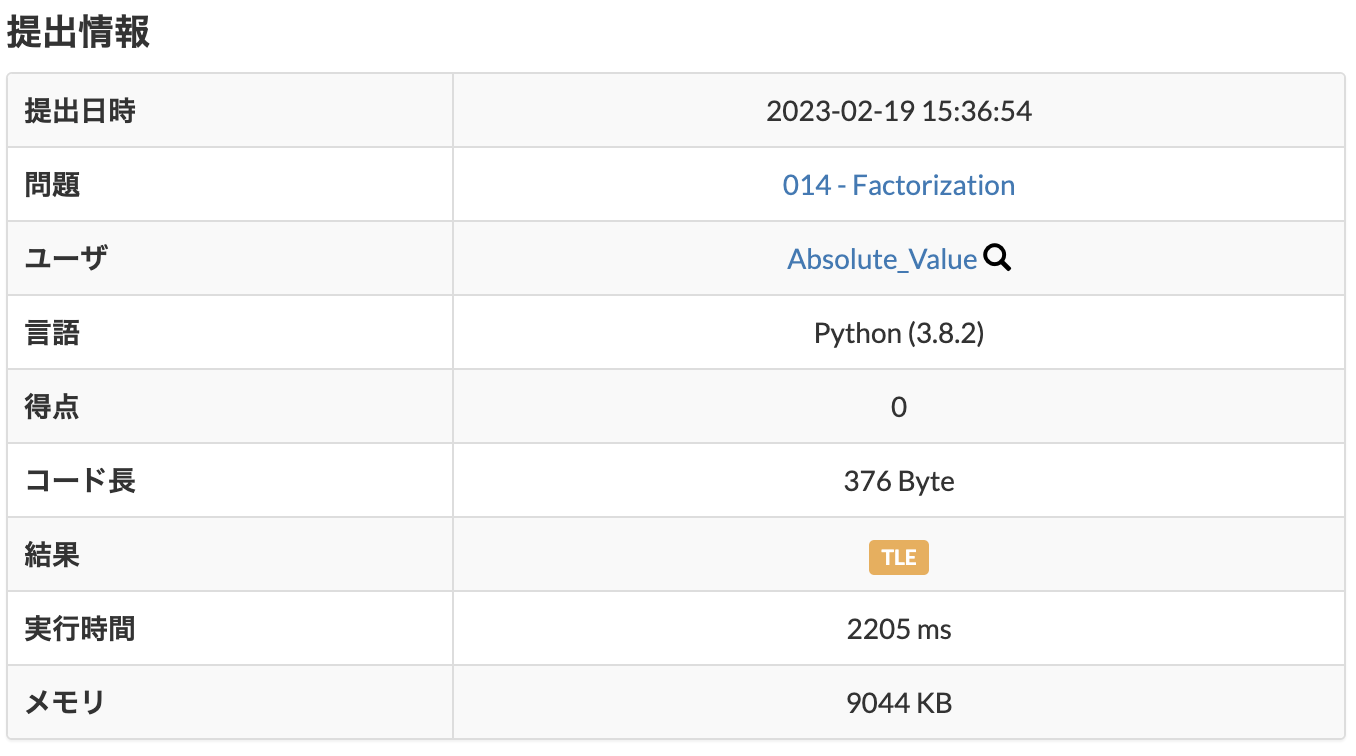 提出情報
提出日時 2023-02-19 15:36:54
問題 014 - Factorization
ユーザ Absolute_Value
言語 Python (3.8.2)
得点 0
コード長 376 Byte
結果 TLE
実行時間 2205 ms
メモリ 9044 KB